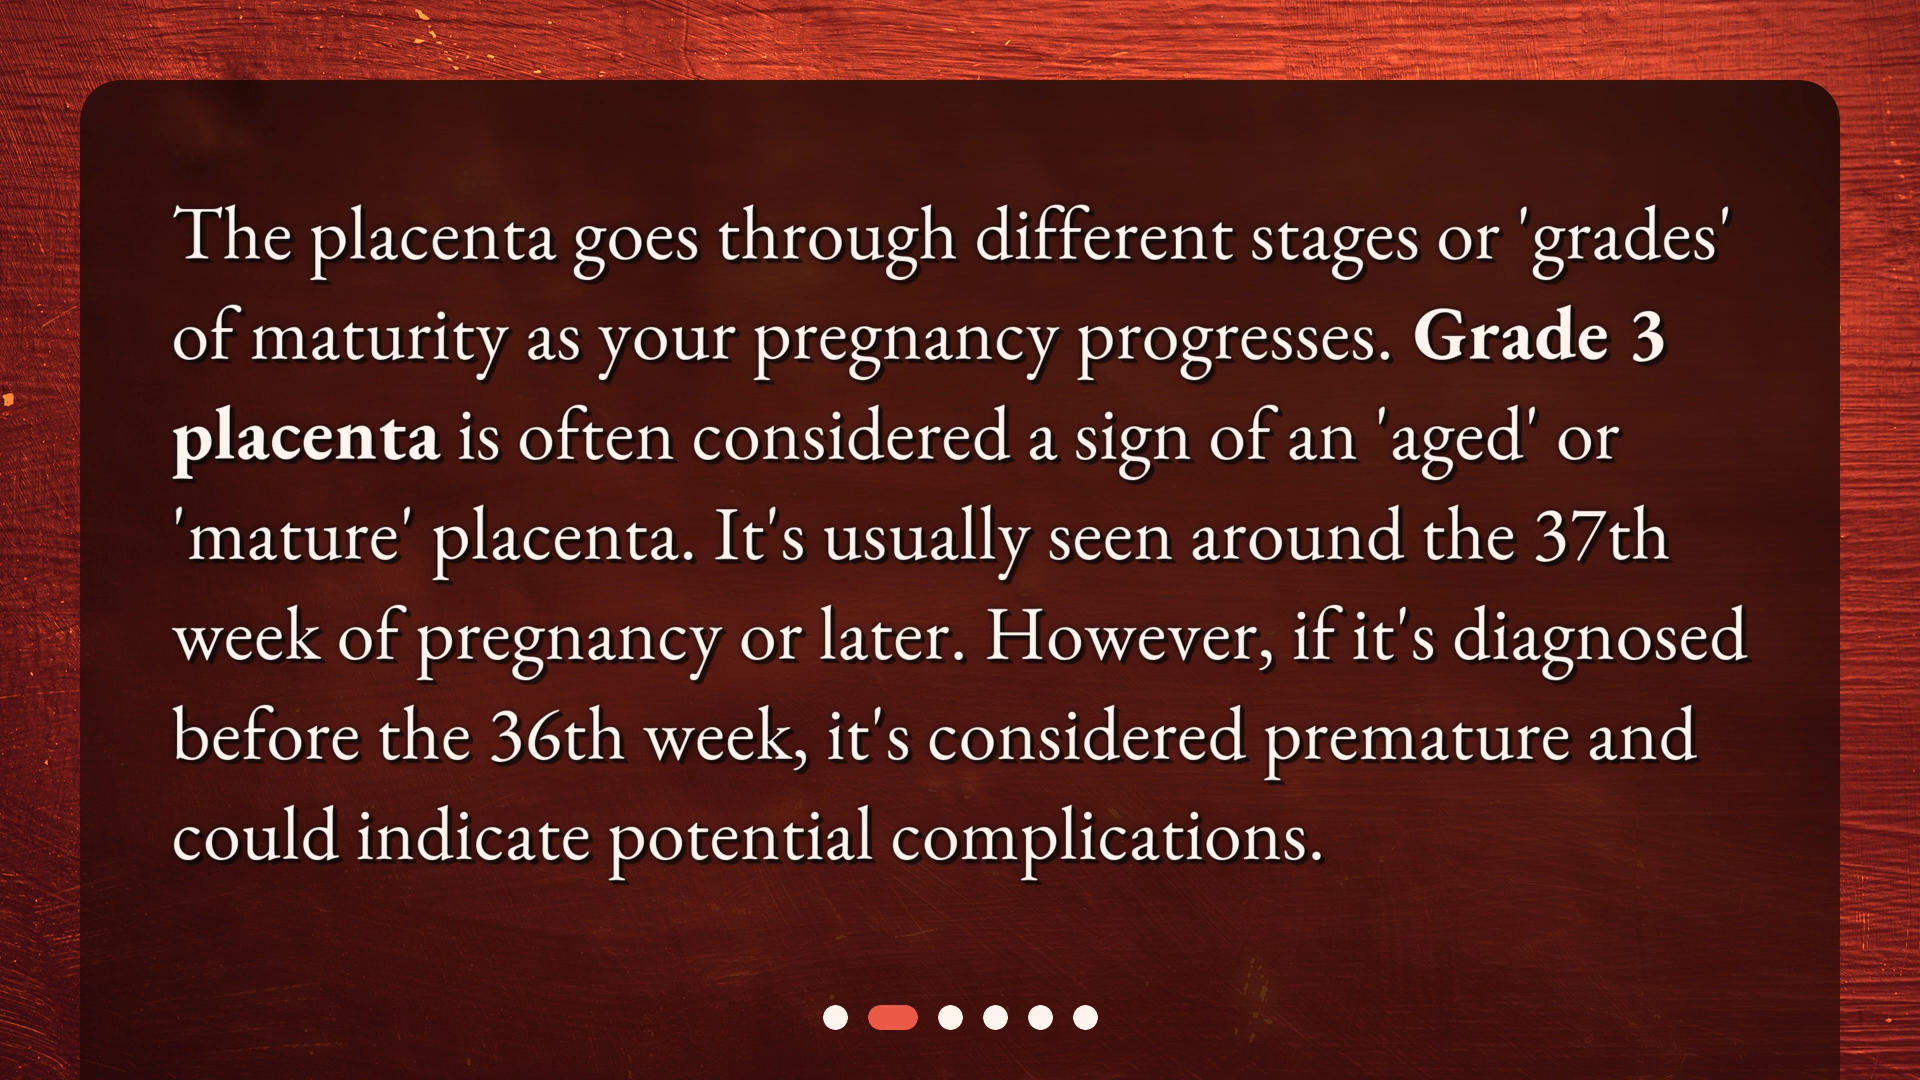 The placenta goes through different stages or 'grades'
of maturity as your pregnancy progresses. Grade 3
placenta is often considered a sign of an 'aged' or
'mature' placenta. It's usually seen around the 37th
week of pregnancy or later. However, if it's diagnosed
before the 36th week, it's considered premature and
could indicate potential complications.